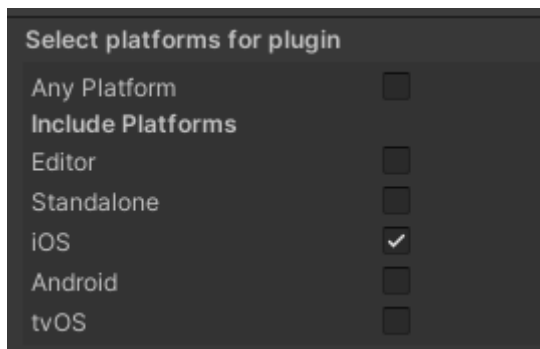 Select platforms for plugin
Any Platform
Include Platforms
Editor
Standalone
iOS
Android
tvOS